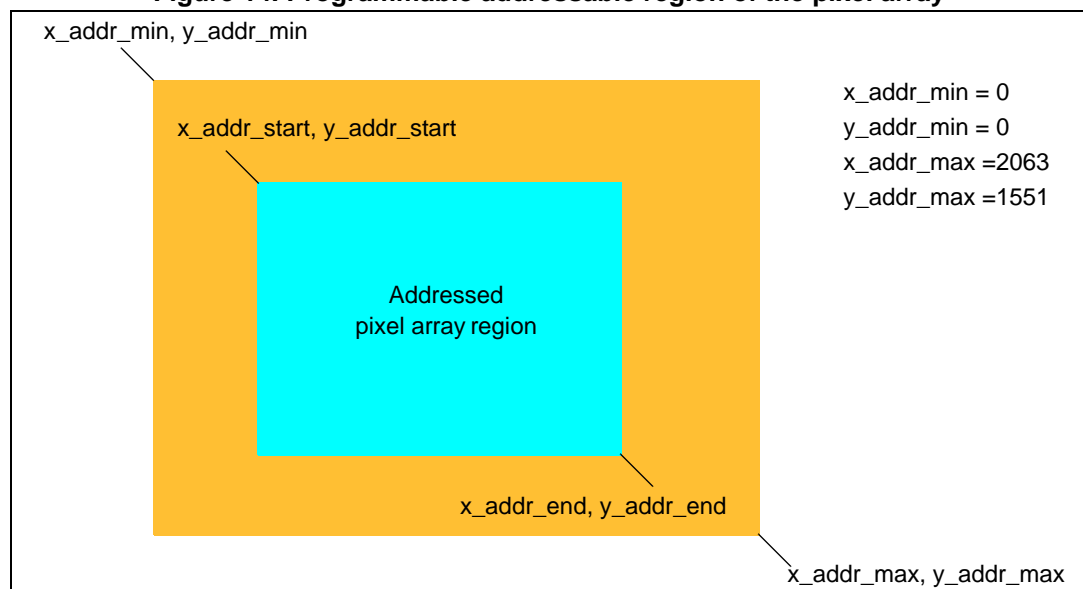 x_addr_min, y_addr_min
x_addr_start, y_addr_start
Addressed
pixel array region
x_addr_end, y_addr_end
x_addr_max, y_addr_max
x_addr_min = 0
y_addr_min = 0
x_addr_max =2063
y_addr_max =1551